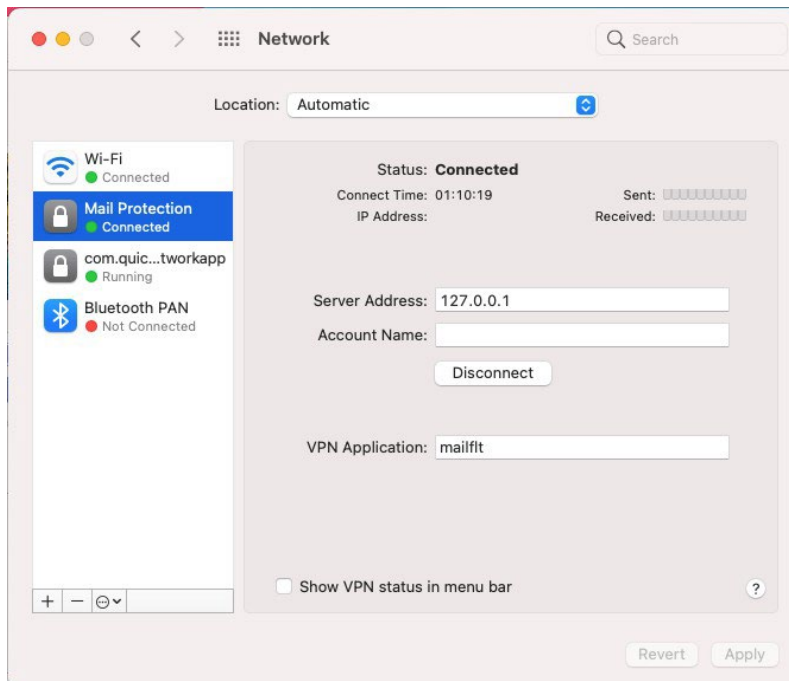 Network
Search
Location: Automatic
Wi-Fi
Connected
Mail Protection
Connected
com.quic...tworkapp
Running
Bluetooth PAN
Not Connected
Status: Connected
Connect Time: 01:10:19 Sent:
IP Address: Received:
Server Address: 127.0.0.1
Account Name:
Disconnect
VPN Application: mailflt
Show VPN status in menu bar
?
Revert Apply